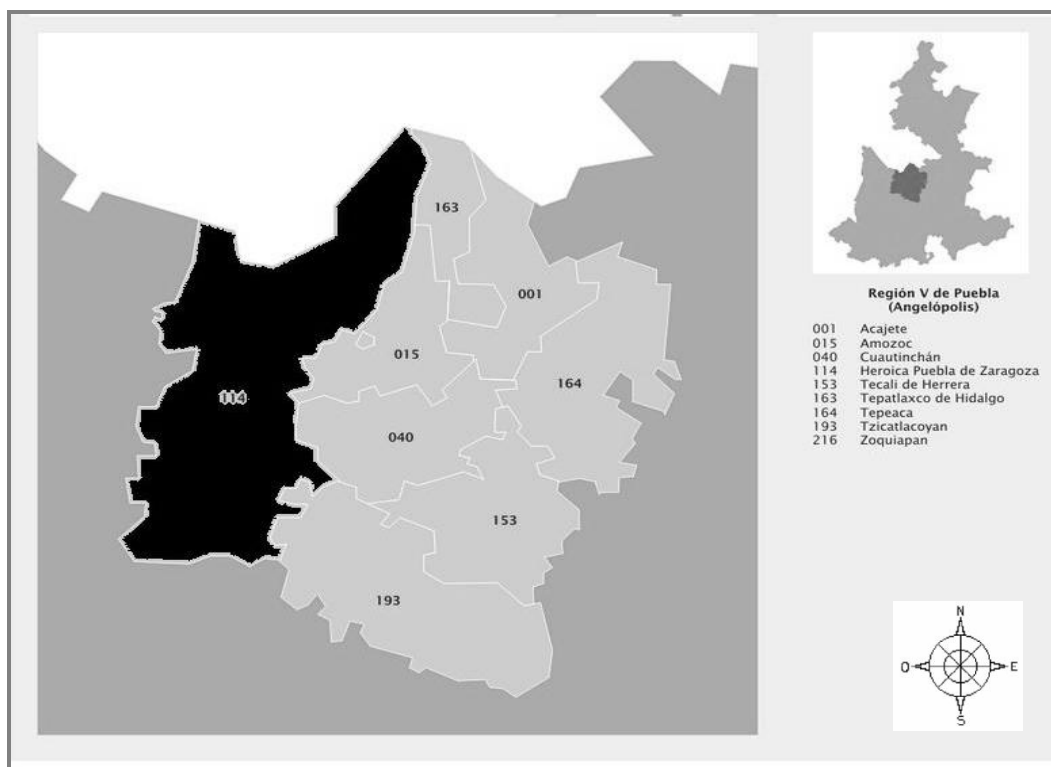 163
001
015
164
114
040
153
193
Región V de Puebla
(Angelópolis)
001 Acajete
015 Amozoc
040 Cuautinchán
114 Heroica Puebla de Zaragoza
153 Tecali de Herrera
163 Tepatlaxco de Hidalgo
164 Tepeaca
193 Tzicatlacoyan
216 Zoquiapan
N
O E
S